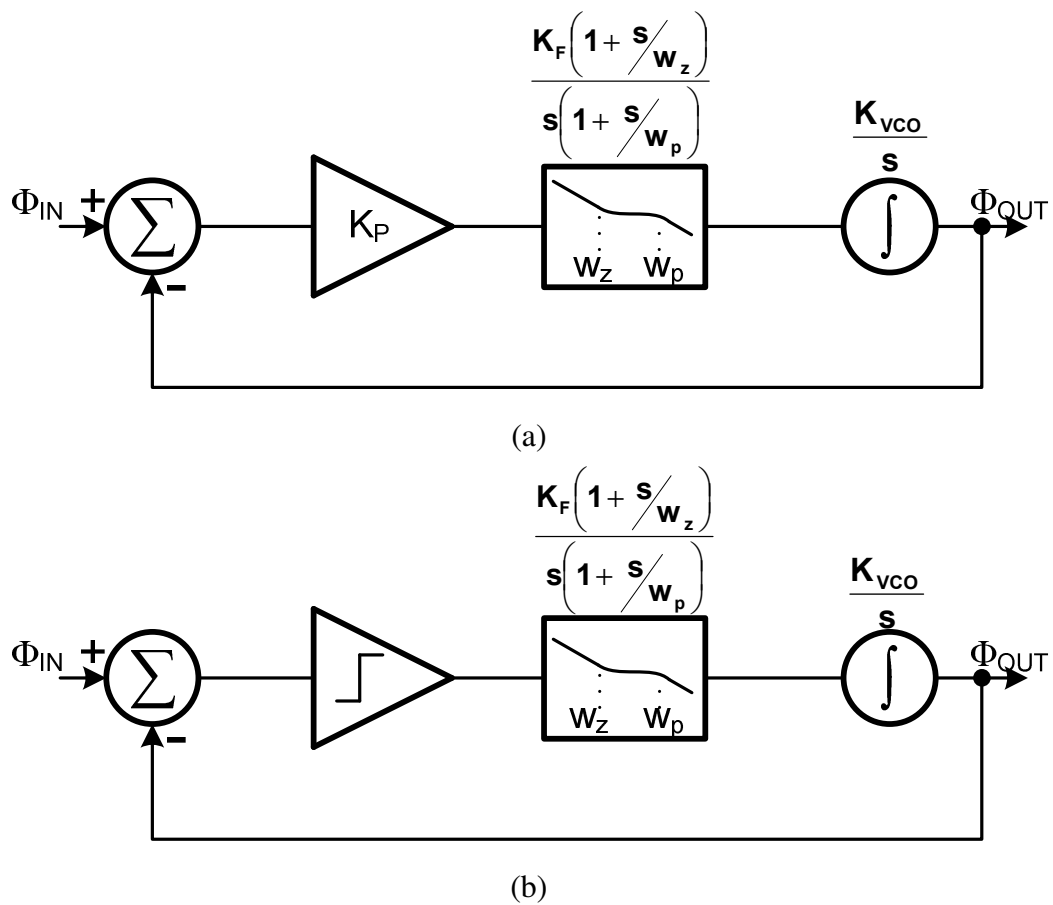 K_F(1 + s/w_z)
s(1 + s/w_p)
K_VCO
s
Φ_IN + Σ K_P ∫ Φ_OUT
-
w_z w_p
(a)
K_F(1 + s/w_z)
s(1 + s/w_p)
K_VCO
s
Φ_IN + Σ ∫ Φ_OUT
-
w_z w_p
(b)